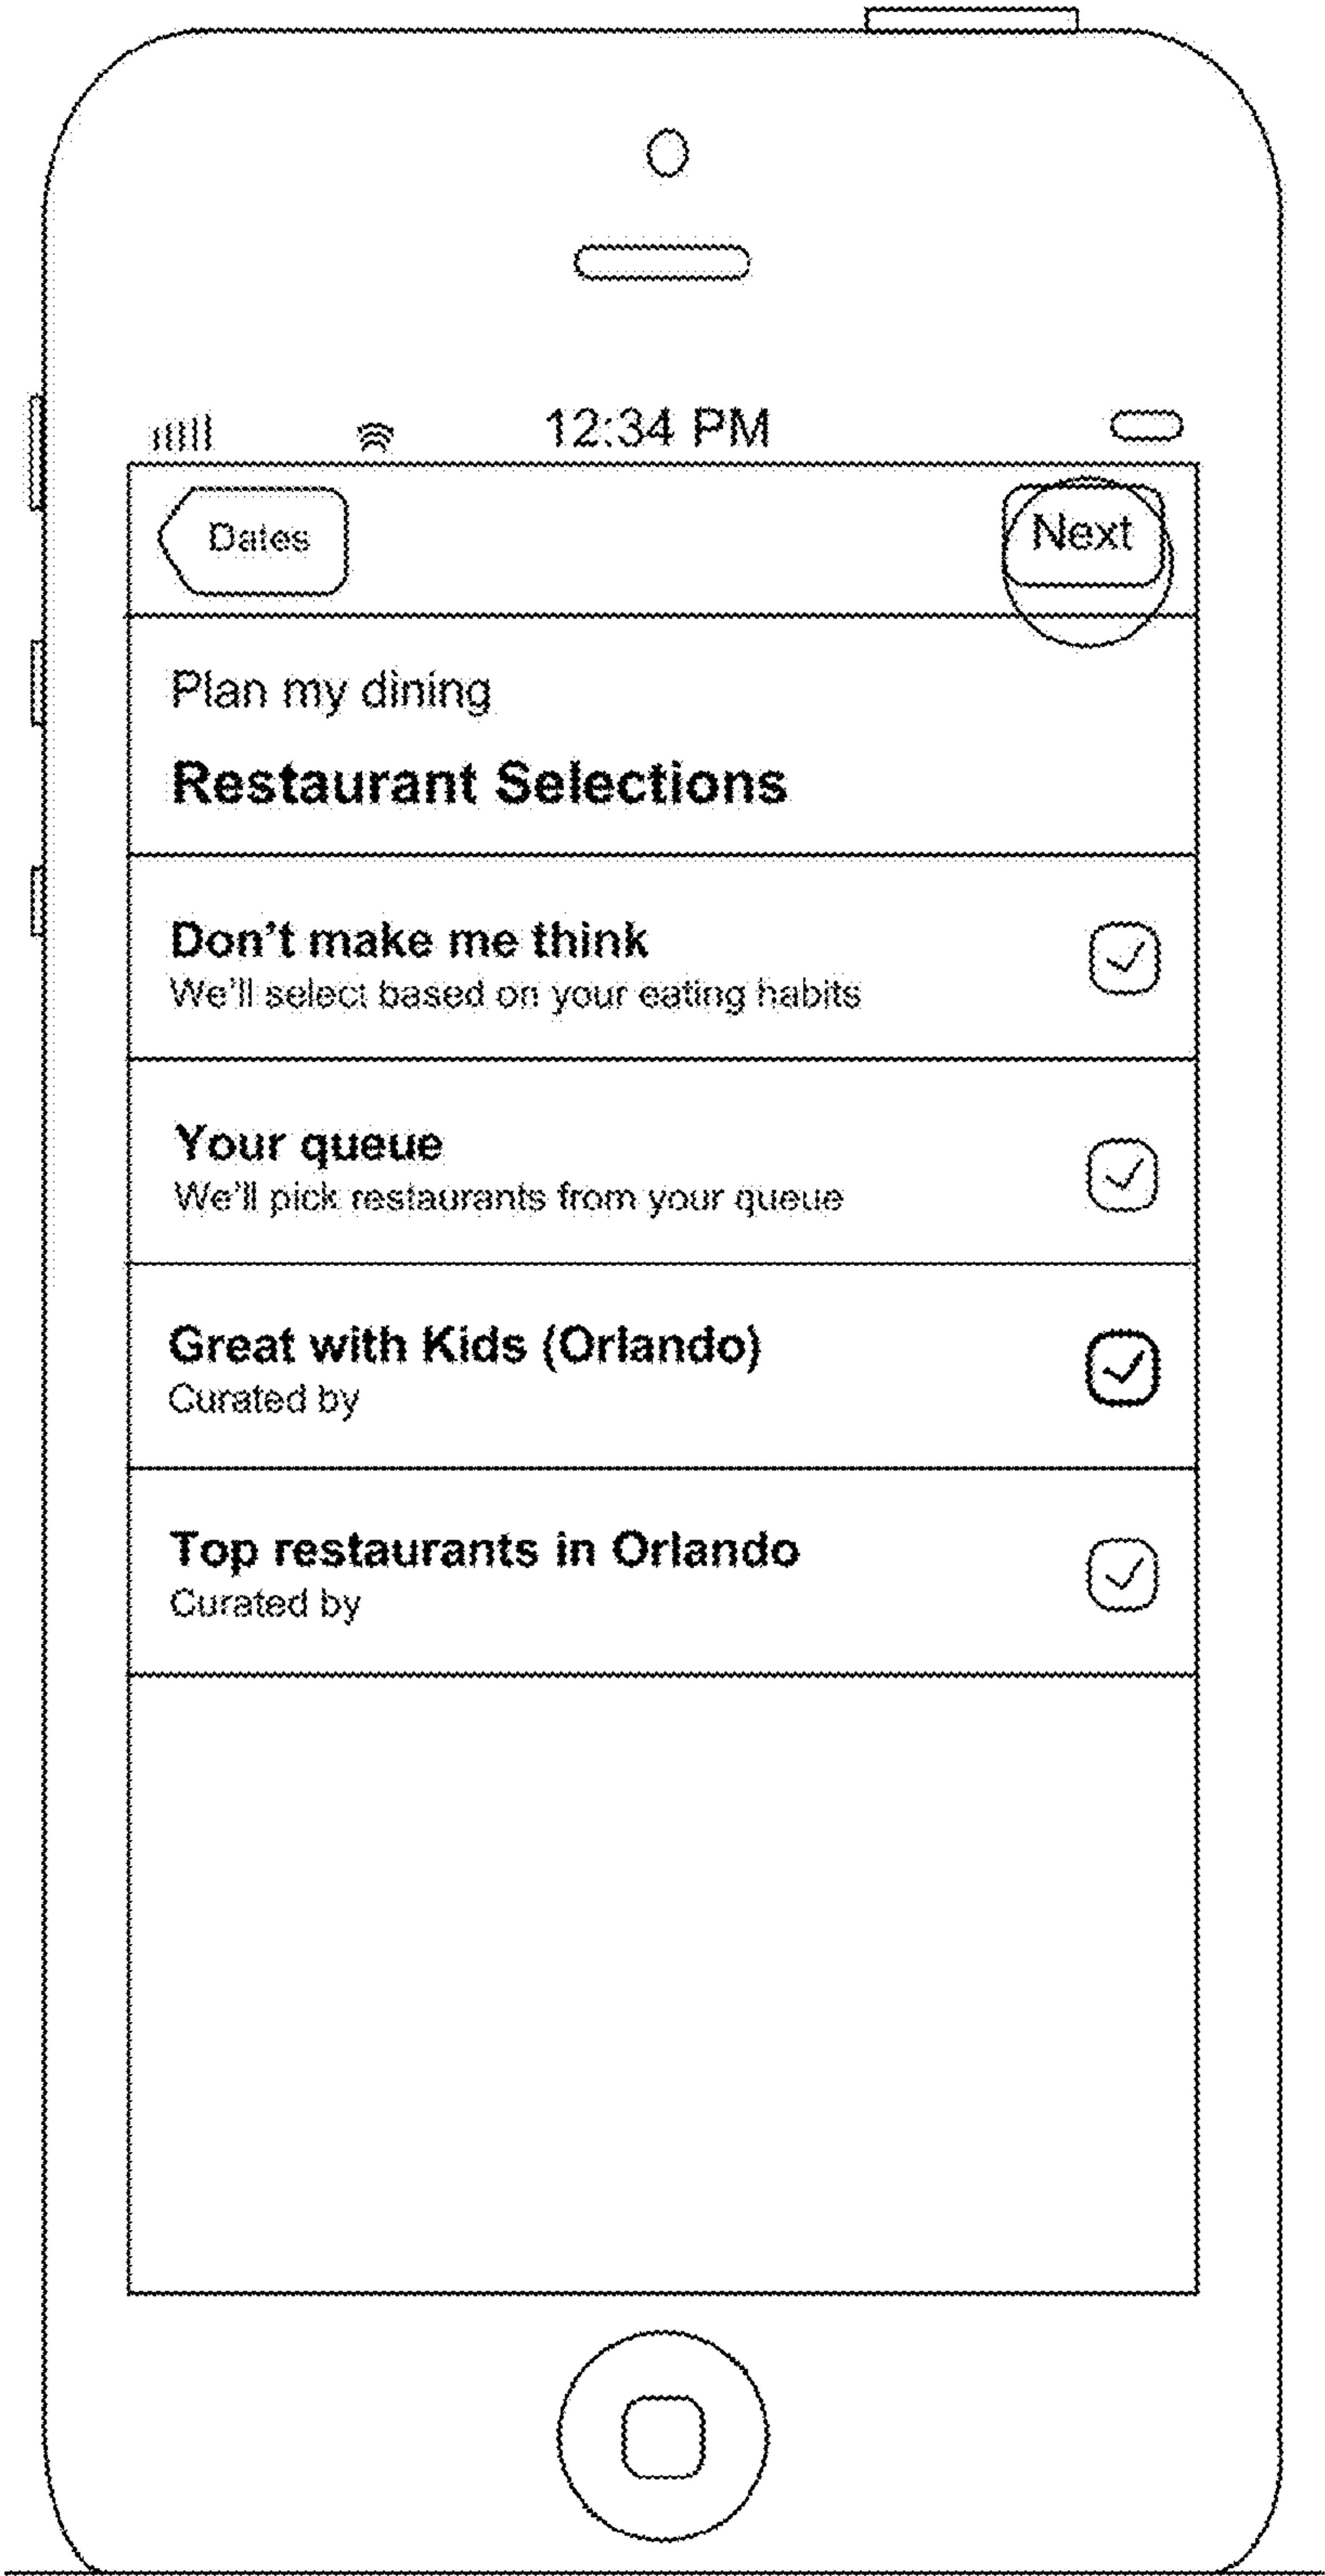 12:34 PM
Dates
Next
Plan my dining
Restaurant Selections
Don't make me think
We'll select based on your eating habits
Your queue
We'll pick restaurants from your queue
Great with Kids (Orlando)
Curated by
Top restaurants in Orlando
Curated by